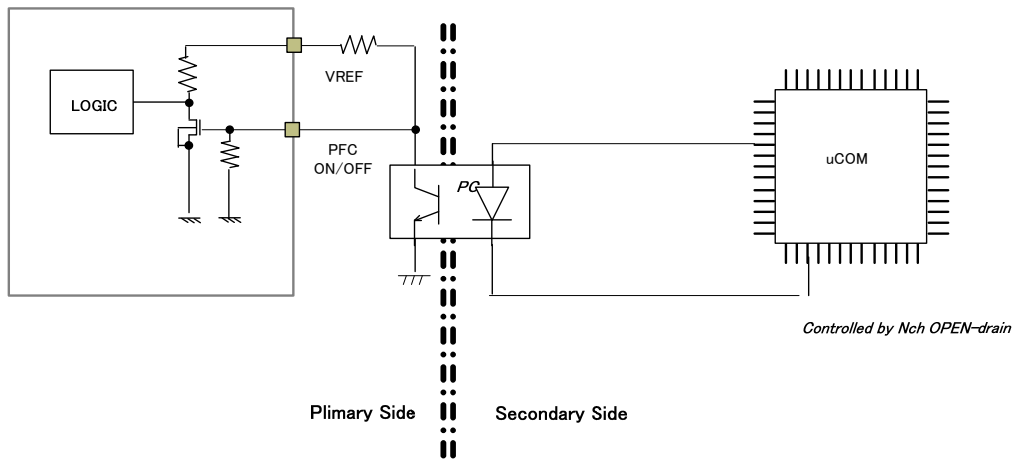 VREF
LOGIC
PFC
ON/OFF
PC
uCOM
Controlled by Nch OPEN-drain
Plimary Side
Secondary Side